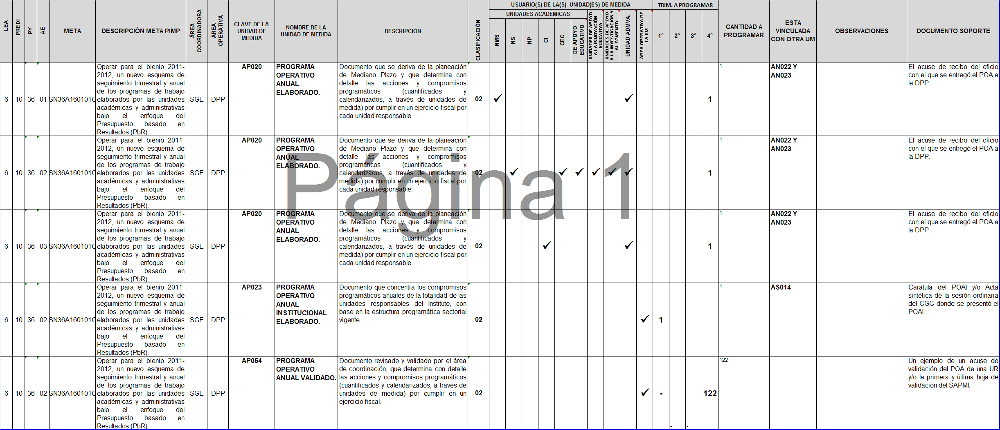 LEA
PREDI
PY
AE
META
DESCRIPCIÓN META PIMP
ÁREA
COORDINADORA
ÁREA
OPERATIVA
CLAVE DE LA
UNIDAD DE
MEDIDA
NOMBRE DE LA
UNIDAD DE MEDIDA
DESCRIPCIÓN
CLASIFICACIÓN
USUARIO(S) DE LA(S) UNIDAD(ES) DE MEDIDA
UNIDADES ACADÉMICAS
NMS
NS
NP
CI
CEC
DE APOYO
EDUCATIVO
UNIDADES DE APOYO
A LA INNOVACIÓN
EDUCATIVA
UNIDADES DE APOYO
A LA INVESTIGACIÓN Y
AL FOMENTO
UNIDAD ADMVA.
ÁREA OPERATIVA DE
LA UM
TRIM. A PROGRAMAR
1° 2° 3° 4°
CANTIDAD A
PROGRAMAR
ESTA
VINCULADA
CON OTRA UM
OBSERVACIONES
DOCUMENTO SOPORTE
6 10 36 01 SN36A160101C
Operar para el bienio 2011-
2012, un nuevo esquema de
seguimiento trimestral y anual
de los programas de trabajo
elaborados por las unidades
académicas y administrativas
bajo el enfoque del
Presupuesto basado en
Resultados (PbR).
SGE DPP
AP020
PROGRAMA
OPERATIVO
ANUAL
ELABORADO.
Documento que se deriva de la planeación
de Mediano Plazo y que determina con
detalle las acciones y compromisos
programáticos (cuantificados y
calendarizados, a través de unidades de
medida) por cumplir en un ejercicio fiscal por
cada unidad responsable.
02 ✓ ✓ 1
1
AN022 Y
AN023
El acuse de recibo del oficio
con el que se entregó el POA a
la DPP.
6 10 36 02 SN36A160101C
Operar para el bienio 2011-
2012, un nuevo esquema de
seguimiento trimestral y anual
de los programas de trabajo
elaborados por las unidades
académicas y administrativas
bajo el enfoque del
Presupuesto basado en
Resultados (PbR).
SGE DPP
AP020
PROGRAMA
OPERATIVO
ANUAL
ELABORADO.
Documento que se deriva de la planeación
de Mediano Plazo y que determina con
detalle las acciones y compromisos
programáticos (cuantificados y
calendarizados, a través de unidades de
medida) por cumplir en un ejercicio fiscal por
cada unidad responsable.
02 ✓ ✓ ✓ ✓ ✓ ✓ 1
1
AN022 Y
AN023
El acuse de recibo del oficio
con el que se entregó el POA a
la DPP.
Página 1
6 10 36 03 SN36A160101C
Operar para el bienio 2011-
2012, un nuevo esquema de
seguimiento trimestral y anual
de los programas de trabajo
elaborados por las unidades
académicas y administrativas
bajo el enfoque del
Presupuesto basado en
Resultados (PbR).
SGE DPP
AP020
PROGRAMA
OPERATIVO
ANUAL
ELABORADO.
Documento que se deriva de la planeación
de Mediano Plazo y que determina con
detalle las acciones y compromisos
programáticos (cuantificados y
calendarizados, a través de unidades de
medida) por cumplir en un ejercicio fiscal por
cada unidad responsable.
02 ✓ ✓ 1
1
AN022 Y
AN023
El acuse de recibo del oficio
con el que se entregó el POA a
la DPP.
6 10 36 02 SN36A160101C
Operar para el bienio 2011-
2012, un nuevo esquema de
seguimiento trimestral y anual
de los programas de trabajo
elaborados por las unidades
académicas y administrativas
bajo el enfoque del
Presupuesto basado en
Resultados (PbR).
SGE DPP
AP023
PROGRAMA
OPERATIVO
ANUAL
INSTITUCIONAL
ELABORADO.
Documento que concentra los compromisos
programáticos anuales de la totalidad de las
unidades responsables del Instituto, con
base en la estructura programática sectorial
vigente.
02 ✓ 1
1
AS014
Carátula del POAI y/o Acta
sintética de la sesión ordinaria
del CGC donde se presentó el
POAI.
6 10 36 02 SN36A160101C
Operar para el bienio 2011-
2012, un nuevo esquema de
seguimiento trimestral y anual
de los programas de trabajo
elaborados por las unidades
académicas y administrativas
bajo el enfoque del
Presupuesto basado en
Resultados (PbR).
SGE DPP
AP054
PROGRAMA
OPERATIVO
ANUAL VALIDADO.
Documento revisado y validado por el área
de coordinación, que determina con detalle
las acciones y compromisos programáticos
(cuantificados y calendarizados, a través de
unidades de medida) por cumplir en un
ejercicio fiscal.
02 ✓ - - - 122
122
Un ejemplo de un acuse de
validación del POA de una UR
y/o la primera y última hoja de
validación del SAPMI.